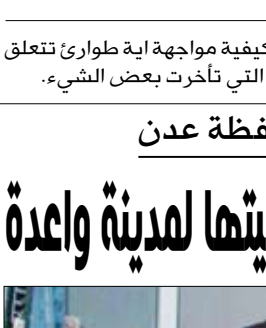 كيفية مواجهة اية طوارئ تتعلق
التي تأخرت بعض الشيء.
فظة عدن
يتها لمدينة واعدة